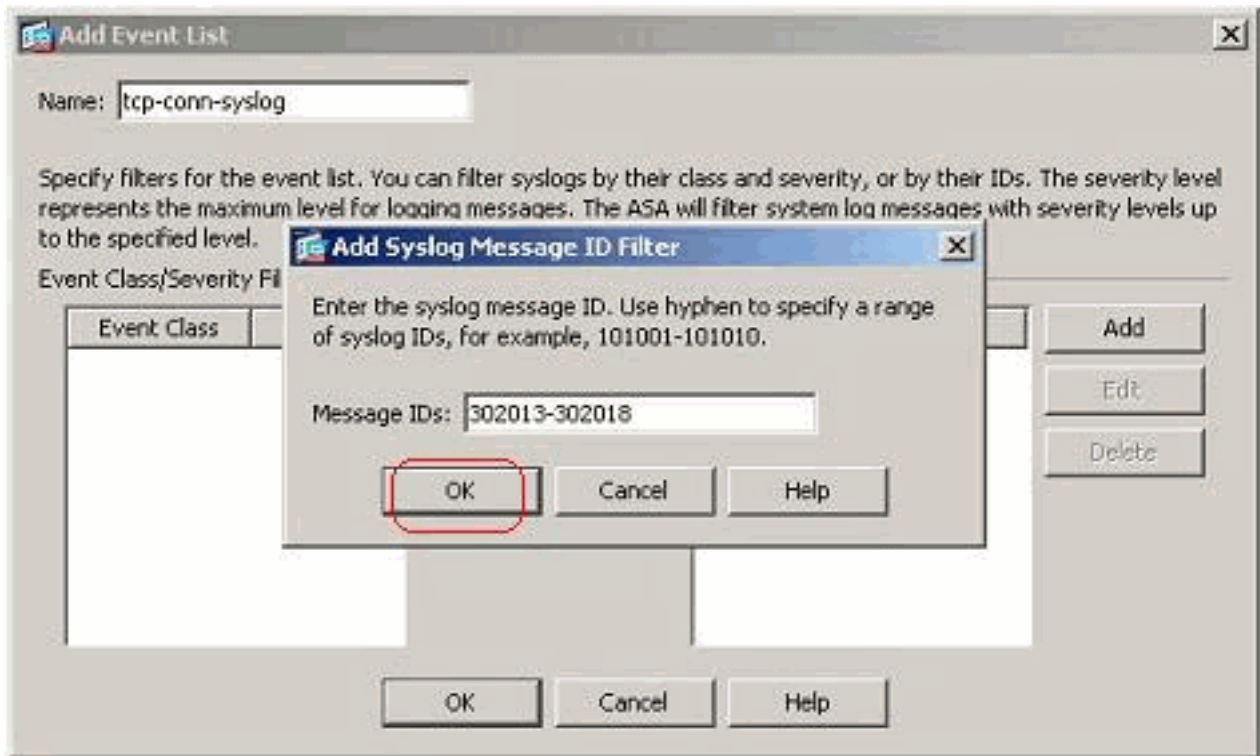 Add Event List
Name: tcp-conn-syslog
Specify filters for the event list. You can filter syslogs by their class and severity, or by their IDs. The severity level
represents the maximum level for logging messages. The ASA will filter system log messages with severity levels up
to the specified level.
Event Class/Severity Fil
Event Class
Add
Edit
Delete
Add Syslog Message ID Filter
Enter the syslog message ID. Use hyphen to specify a range
of syslog IDs, for example, 101001-101010.
Message IDs: 302013-302018
OK Cancel Help
OK Cancel Help